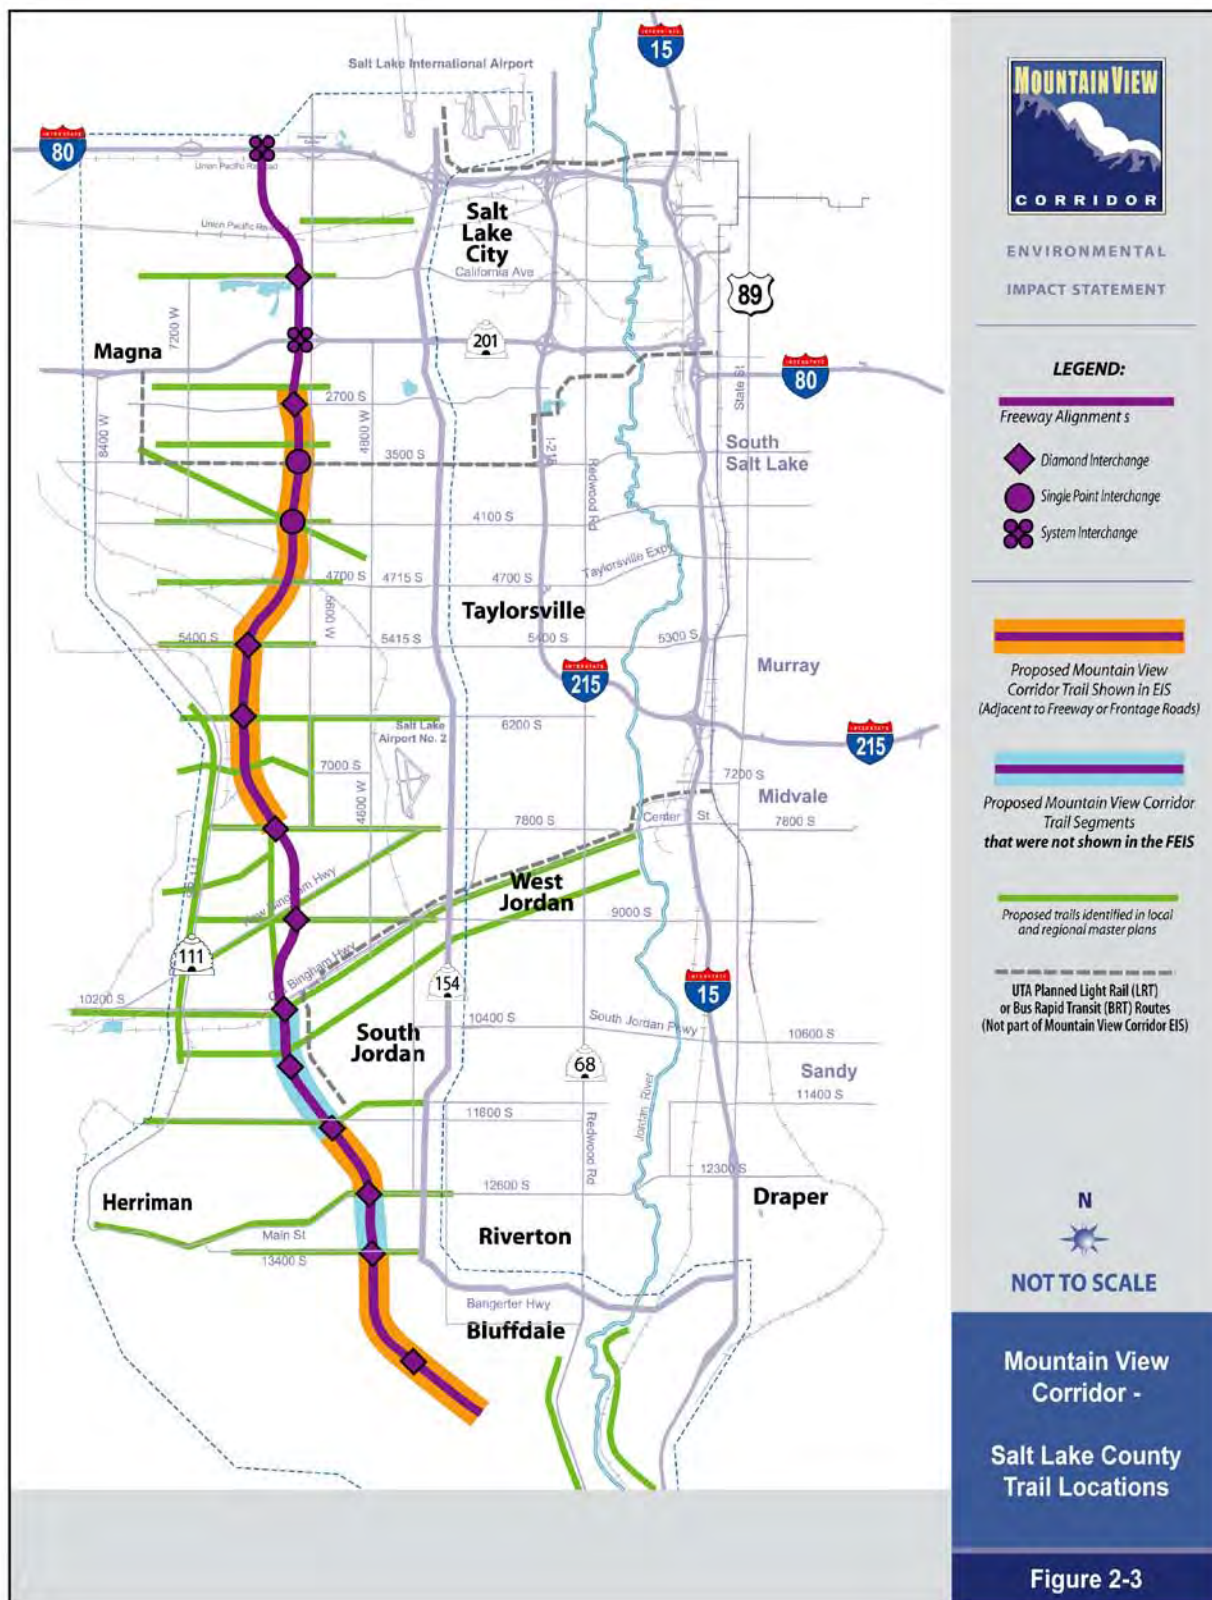 INTERSTATE
15
Salt Lake International Airport
INTERSTATE
80
Union Pacific Railroad
Union Pacific
Salt
Lake
City
California Ave
89
7200 W
Magna
201
INTERSTATE
80
State St
2700 S
8400 W
4800 W
3500 S
I-215
Redwood Rd
South
Salt Lake
4100 S
4700 S
4715 S
4700 S
Taylorsville Expy
5600 W
Taylorsville
5400 S
5415 S
5400 S
5300 S
Murray
INTERSTATE
215
Salt Lake
Airport No. 2
6200 S
INTERSTATE
215
7000 S
4800 W
7200 S
Midvale
7800 S
Center St
7800 S
New Bingham Hwy
West
Jordan
9000 S
111
Old Bingham Hwy
154
INTERSTATE
15
10200 S
10400 S
South Jordan Pkwy
10600 S
South
Jordan
68
Sandy
11400 S
11800 S
Jordan River
Redwood Rd
12300 S
12600 S
Herriman
Draper
Main St
Riverton
13400 S
Bangerter Hwy
Bluffdale
MOUNTAIN VIEW
CORRIDOR
ENVIRONMENTAL
IMPACT STATEMENT
LEGEND:
Freeway Alignment s
Diamond Interchange
Single Point Interchange
System Interchange
Proposed Mountain View
Corridor Trail Shown in EIS
(Adjacent to Freeway or Frontage Roads)
Proposed Mountain View Corridor
Trail Segments
that were not shown in the FEIS
Proposed trails identified in local
and regional master plans
UTA Planned Light Rail (LRT)
or Bus Rapid Transit (BRT) Routes
(Not part of Mountain View Corridor EIS)
N
NOT TO SCALE
Mountain View
Corridor -
Salt Lake County
Trail Locations
Figure 2-3